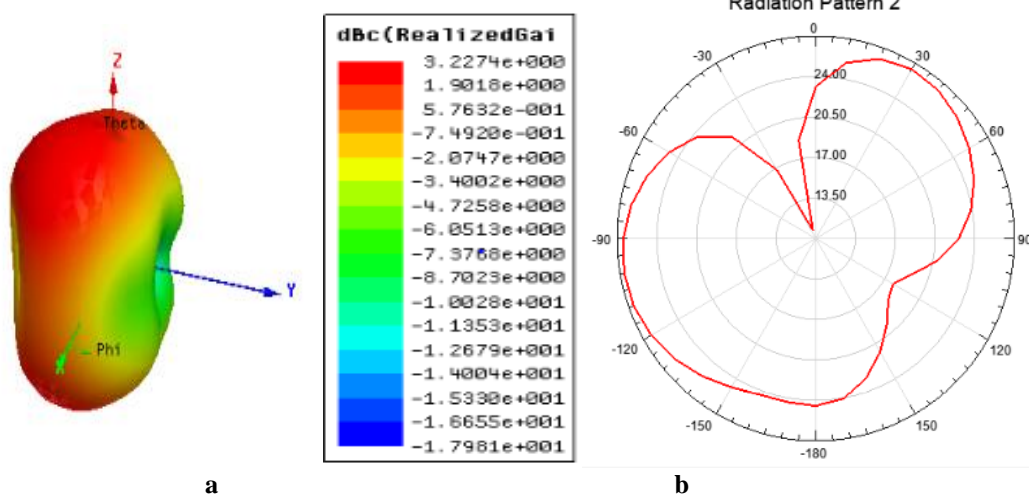 Z
Theta
Y
Phi
X
dBc(RealizedGai
3.2274e+000
1.9018e+000
5.7632e-001
-7.4920e-001
-2.0747e+000
-3.4002e+000
-4.7258e+000
-6.0513e+000
-7.3768e+000
-8.7023e+000
-1.0028e+001
-1.1353e+001
-1.2679e+001
-1.4004e+001
-1.5330e+001
-1.6655e+001
-1.7981e+001
Radiation Pattern 2
0
-30
30
24.00
-60
60
20.50
17.00
13.50
-90
90
-120
120
-150
150
-180
a
b